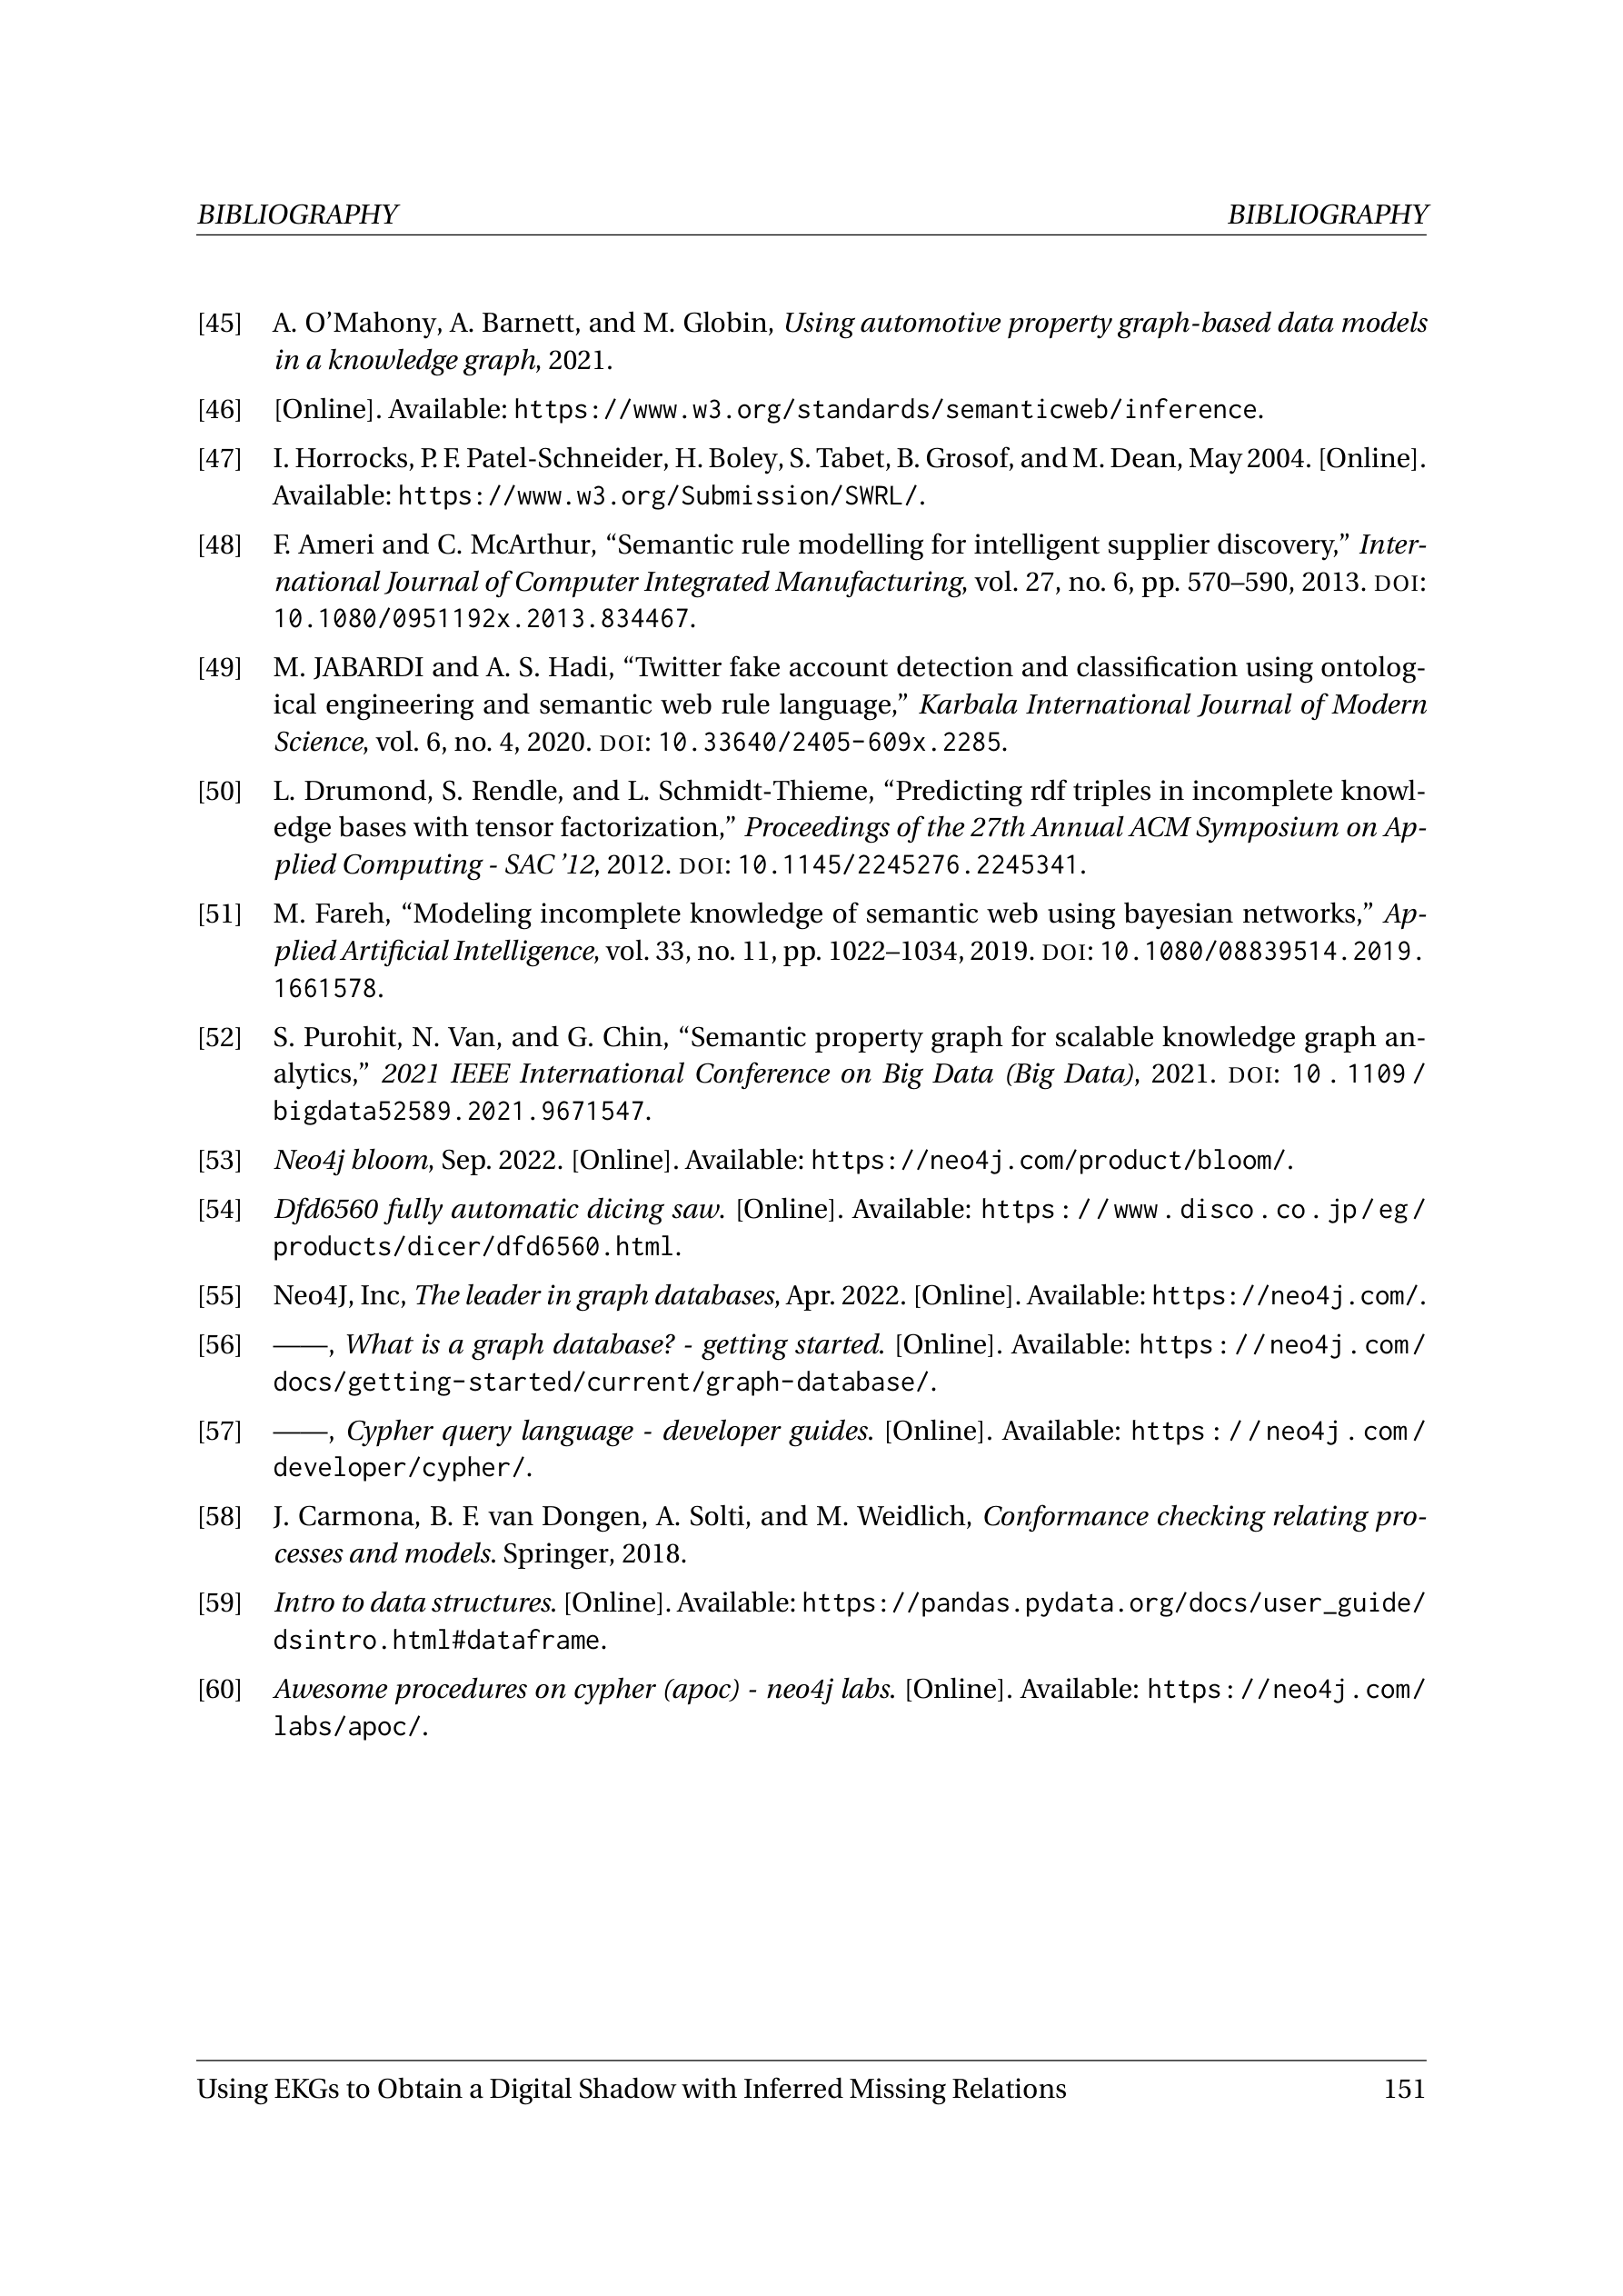 BIBLIOGRAPHY BIBLIOGRAPHY
[45] A. O’Mahony, A. Barnett, and M. Globin, Using automotive property graph-based data models
in a knowledge graph, 2021.
[46] [Online]. Available: https://www.w3.org/standards/semanticweb/inference.
[47] I. Horrocks, P. F. Patel-Schneider, H. Boley, S. Tabet, B. Grosof, and M. Dean, May 2004. [Online].
Available: https://www.w3.org/Submission/SWRL/.
[48] F. Ameri and C. McArthur, “Semantic rule modelling for intelligent supplier discovery,” Inter-
national Journal of Computer Integrated Manufacturing, vol. 27, no. 6, pp. 570–590, 2013. DOI:
10.1080/0951192x.2013.834467.
[49] M. JABARDI and A. S. Hadi, “Twitter fake account detection and classification using ontolog-
ical engineering and semantic web rule language,” Karbala International Journal of Modern
Science, vol. 6, no. 4, 2020. DOI: 10.33640/2405-609x.2285.
[50] L. Drumond, S. Rendle, and L. Schmidt-Thieme, “Predicting rdf triples in incomplete knowl-
edge bases with tensor factorization,” Proceedings of the 27th Annual ACM Symposium on Ap-
plied Computing - SAC ’12, 2012. DOI: 10.1145/2245276.2245341.
[51] M. Fareh, “Modeling incomplete knowledge of semantic web using bayesian networks,” Ap-
plied Artificial Intelligence, vol. 33, no. 11, pp. 1022–1034, 2019. DOI: 10.1080/08839514.2019.
1661578.
[52] S. Purohit, N. Van, and G. Chin, “Semantic property graph for scalable knowledge graph an-
alytics,” 2021 IEEE International Conference on Big Data (Big Data), 2021. DOI: 10 . 1109 /
bigdata52589.2021.9671547.
[53] Neo4j bloom, Sep. 2022. [Online]. Available: https://neo4j.com/product/bloom/.
[54] Dfd6560 fully automatic dicing saw. [Online]. Available: https : / / www . disco . co . jp / eg /
products/dicer/dfd6560.html.
[55] Neo4J, Inc, The leader in graph databases, Apr. 2022. [Online]. Available: https://neo4j.com/.
[56] ——, What is a graph database? - getting started. [Online]. Available: https : / / neo4j . com /
docs/getting-started/current/graph-database/.
[57] ——, Cypher query language - developer guides. [Online]. Available: https : / / neo4j . com /
developer/cypher/.
[58] J. Carmona, B. F. van Dongen, A. Solti, and M. Weidlich, Conformance checking relating pro-
cesses and models. Springer, 2018.
[59] Intro to data structures. [Online]. Available: https://pandas.pydata.org/docs/user_guide/
dsintro.html#dataframe.
[60] Awesome procedures on cypher (apoc) - neo4j labs. [Online]. Available: https://neo4j.com/
labs/apoc/.
Using EKGs to Obtain a Digital Shadow with Inferred Missing Relations 151